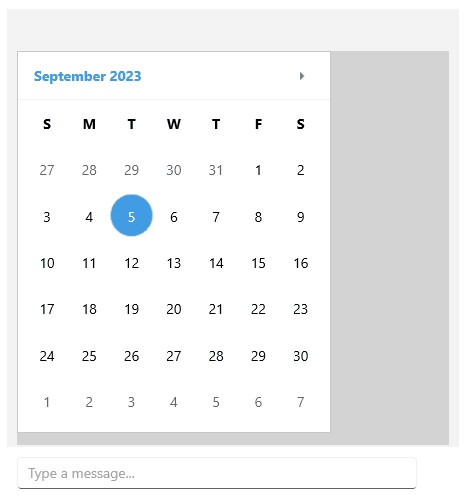 September 2023
S M T W T F S
27 28 29 30 31 1 2
3 4 5 6 7 8 9
10 11 12 13 14 15 16
17 18 19 20 21 22 23
24 25 26 27 28 29 30
1 2 3 4 5 6 7
Type a message...